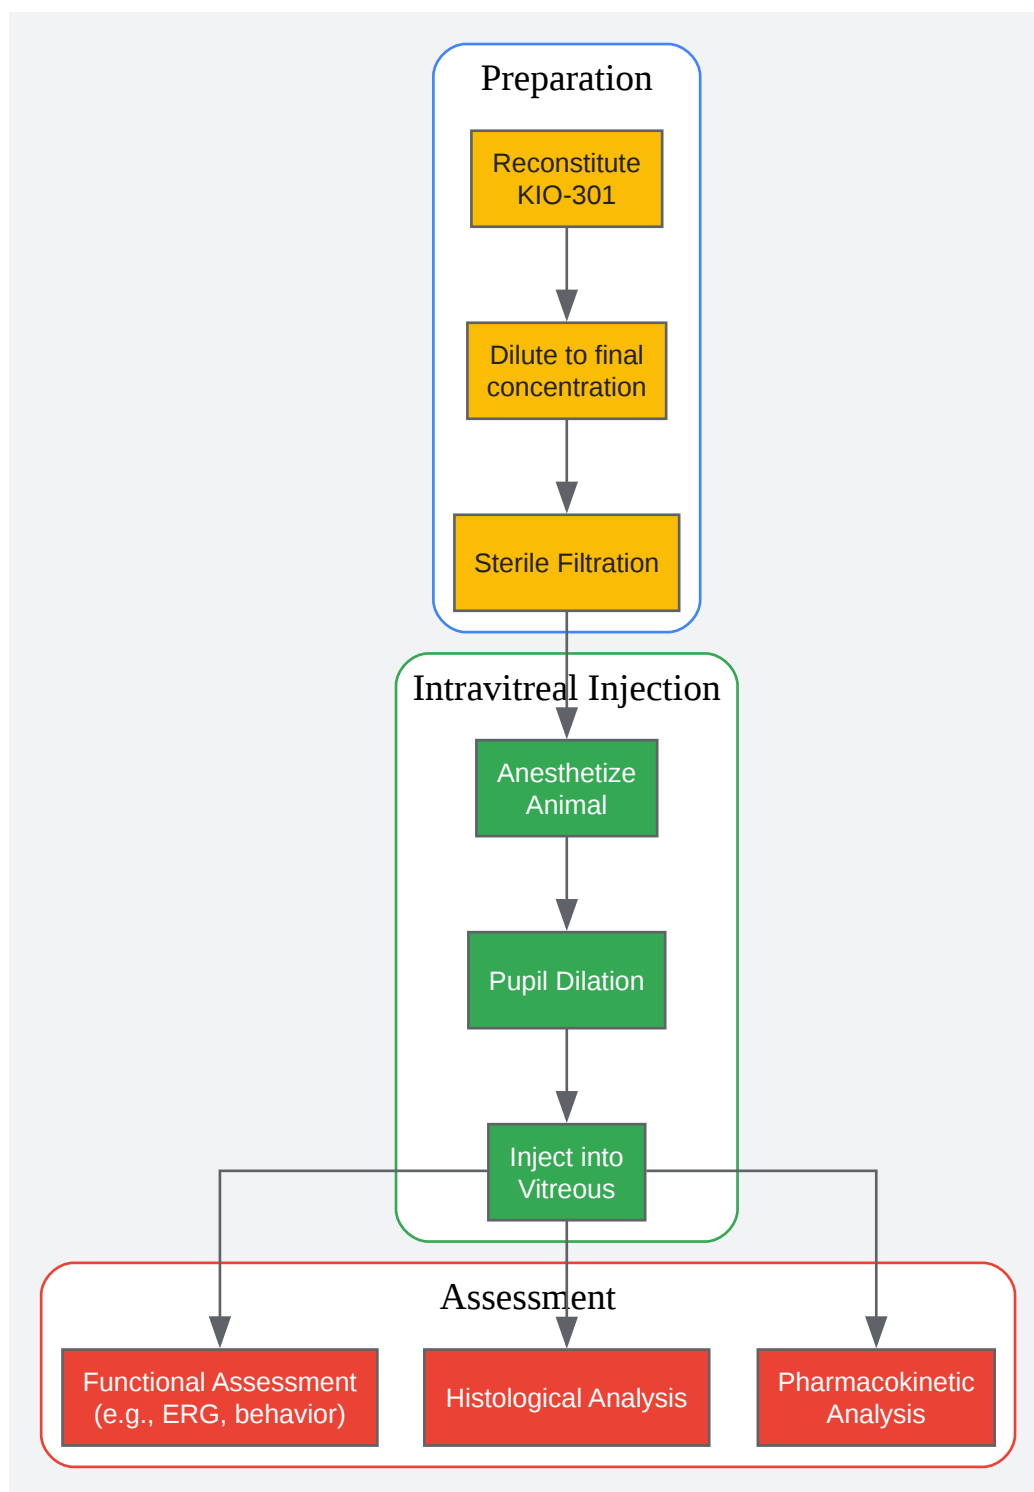 Preparation
Reconstitute
KIO-301
Dilute to final
concentration
Sterile Filtration
Intravitreal Injection
Anesthetize
Animal
Pupil Dilation
Inject into
Vitreous
Assessment
Functional Assessment
(e.g., ERG, behavior)
Histological Analysis
Pharmacokinetic
Analysis